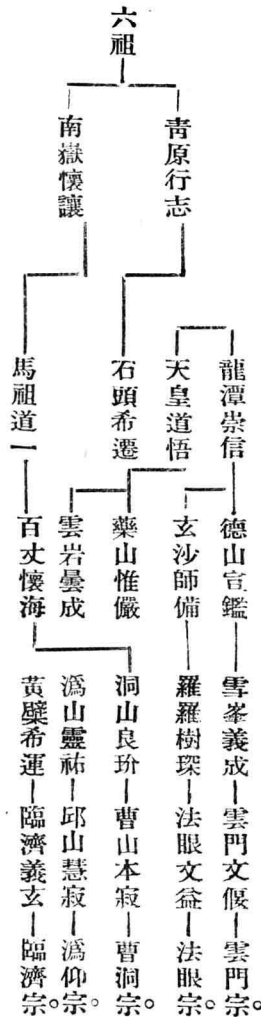 六祖
青原行志
南嶽懷讓
龍潭崇信
天皇道悟
石頭希遷
馬祖道一
德山宣鑑
玄沙師備
藥山惟儼
雲岩曇成
百丈懷海
雪峯義成
羅羅樹琛
洞山良玠
溈山靈祐
黃檗希運
雲門文偃
法眼文益
曹山本寂
邱山慧寂
臨濟義玄
雲門宗。
法眼宗。
曹洞宗。
溈仰宗。
臨濟宗。